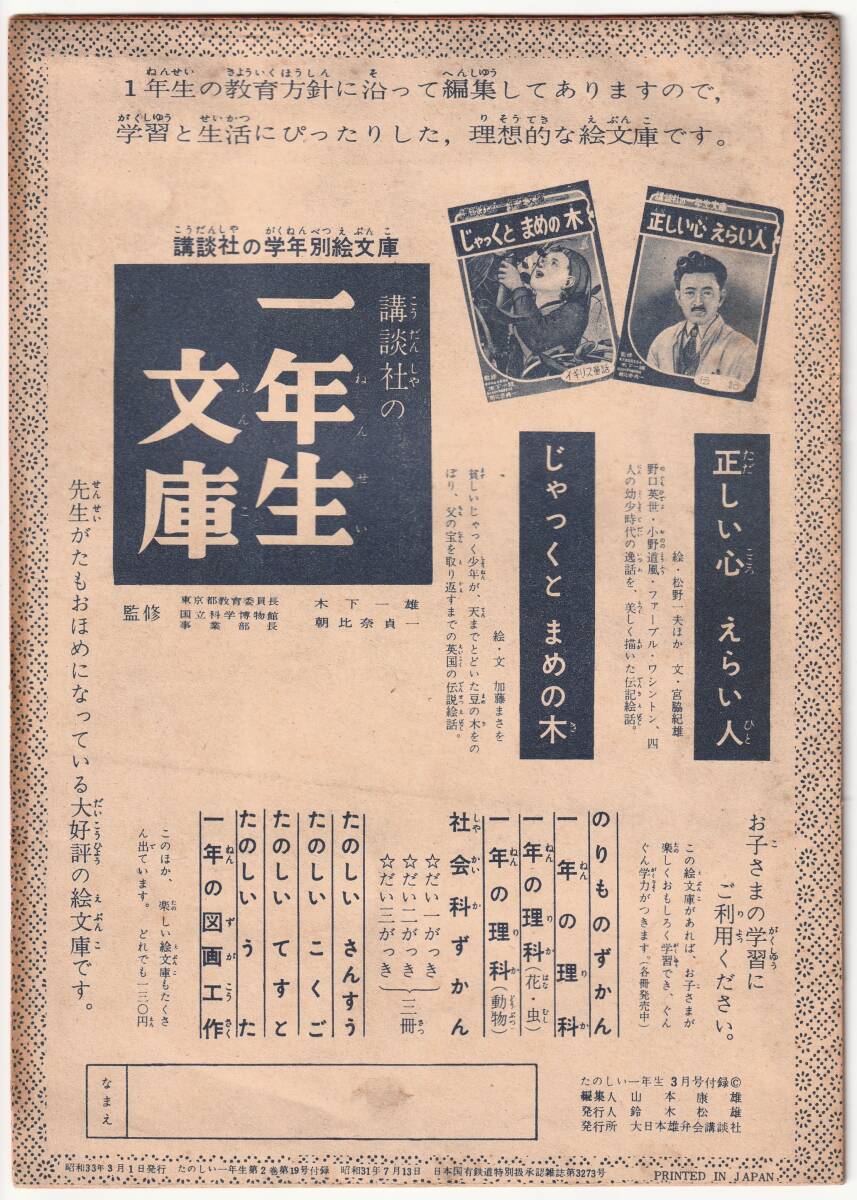 1年生の教育方針に沿って編集してありますので，
学習と生活にぴったりした，理想的な絵文庫です。
講談社の一年生文庫
正しい心 えらい人
伝記
じゃっくと まめの木
イギリス童話
講談社の学年別絵文庫
講談社の
一年生
文庫
監修
東京都教育委員長 木下一雄
国立科学博物館
事業部長 朝比奈貞一
正しい心 えらい人
絵・松野一夫ほか 文・宮脇紀雄
野口英世・小野道風・ファーブル・ワシントン、四
人の幼少時代の逸話を、美しく描いた伝記絵話。
じゃっくと まめの木
絵・文 加藤まさを
貧しいじゃっく少年が、天までとどいた豆の木をの
ぼり、父の宝を取り返すまでの英国の伝説絵話。
先生がたもおほめになっている大好評の絵文庫です。
お子さまの学習に
ご利用ください。
この絵文庫があれば、お子さまが
楽しくおもしろく学習でき、ぐん
ぐん学力がつきます。（各冊発売中）
のりものずかん
一年の理科
一年の理科（花・虫）
一年の理科（動物）
社会科ずかん
☆だい一がっき
☆だい二がっき
☆だい三がっき
三冊
たのしい さんすう
たのしい こくご
たのしい てすと
たのしい うた
一年の図画工作
このほか、楽しい絵文庫もたくさ
ん出ています。 どれでも一三〇円
なまえ
たのしい一年生 3月号付録©
編集人 山本康雄
発行人 鈴木松雄
発行所 大日本雄弁会講談社
昭和33年3月1日発行 たのしい一年生第2巻第19号付録 昭和31年7月13日 日本国有鉄道特別扱承認雑誌第3273号
PRINTED IN JAPAN.